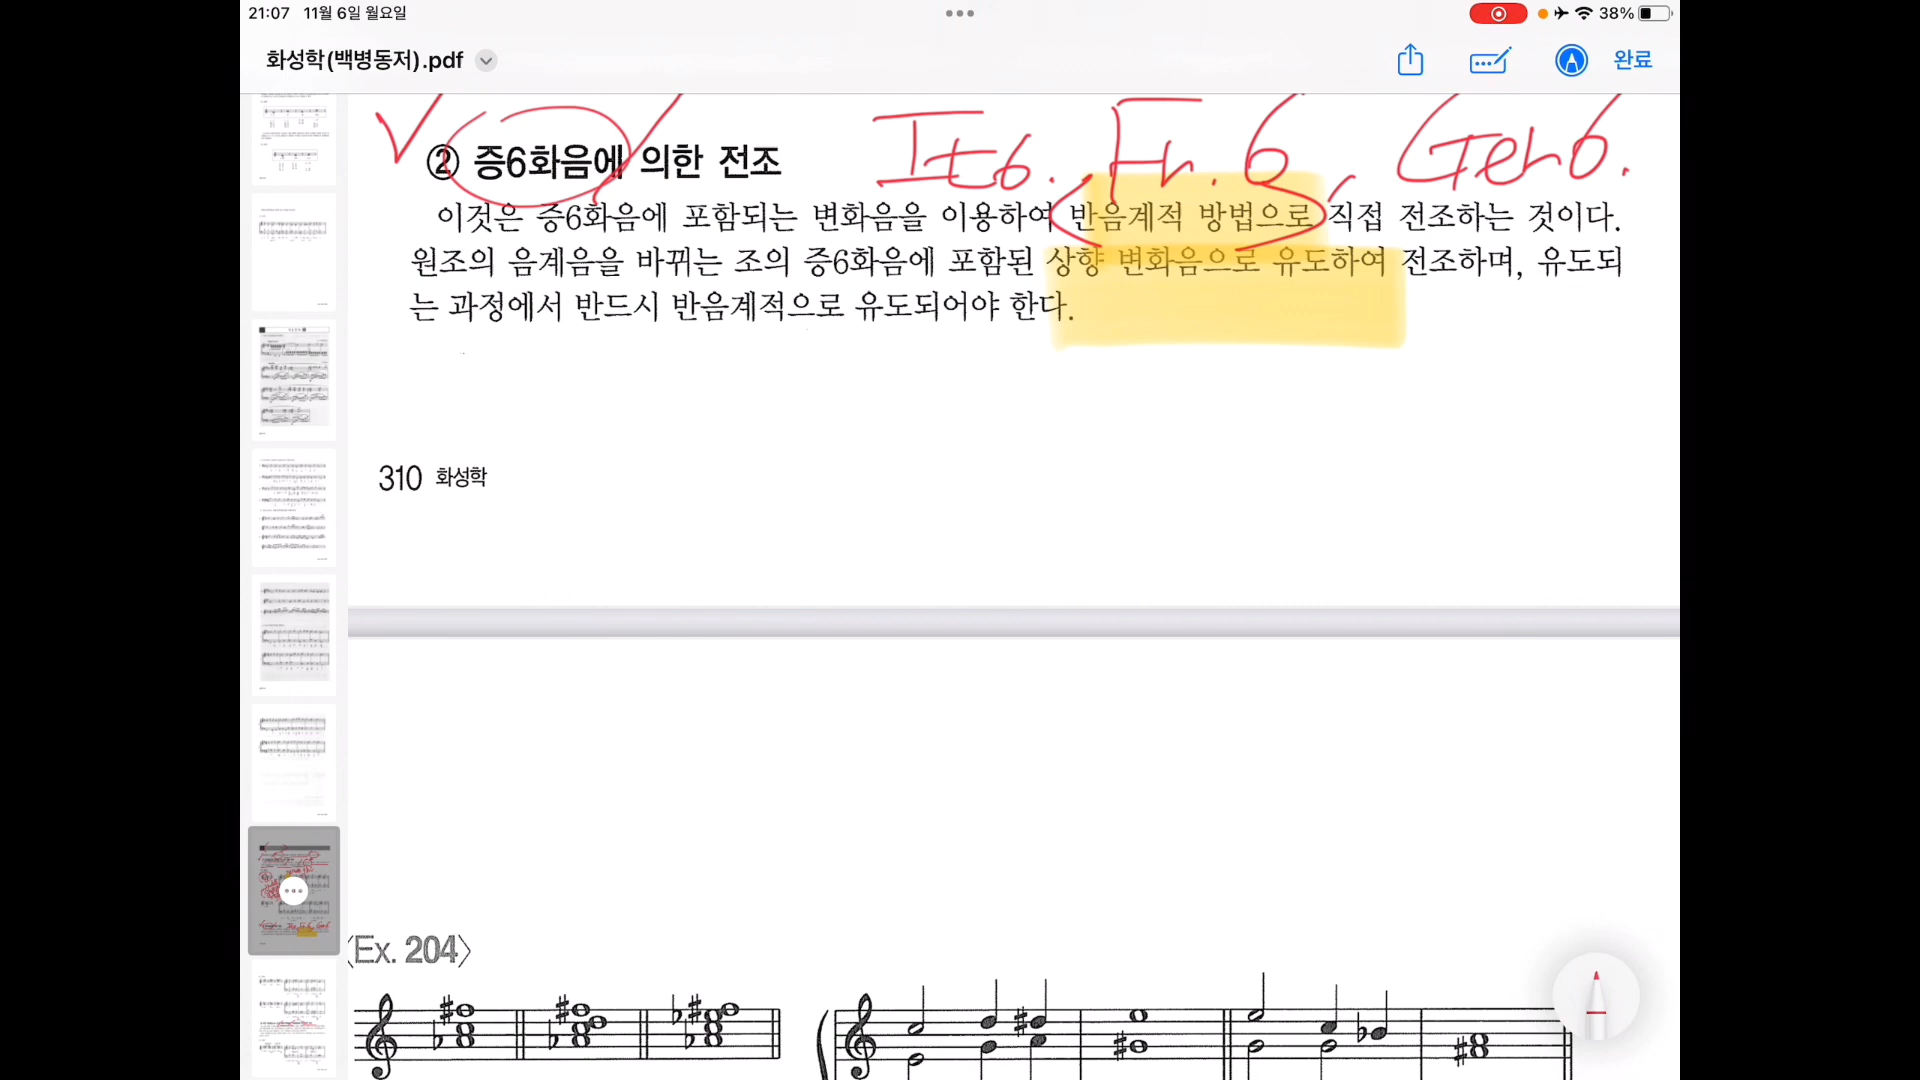 21:07 11월 6일 월요일
38%
화성학(백병동저).pdf
완료
It6. , Fr. 6 , Ger 6.
② 증6화음에 의한 전조
이것은 증6화음에 포함되는 변화음을 이용하여 반음계적 방법으로 직접 전조하는 것이다.
원조의 음계음을 바뀌는 조의 증6화음에 포함된 상향 변화음으로 유도하여 전조하며, 유도되
는 과정에서 반드시 반음계적으로 유도되어야 한다.
310 화성학
〈Ex. 204〉